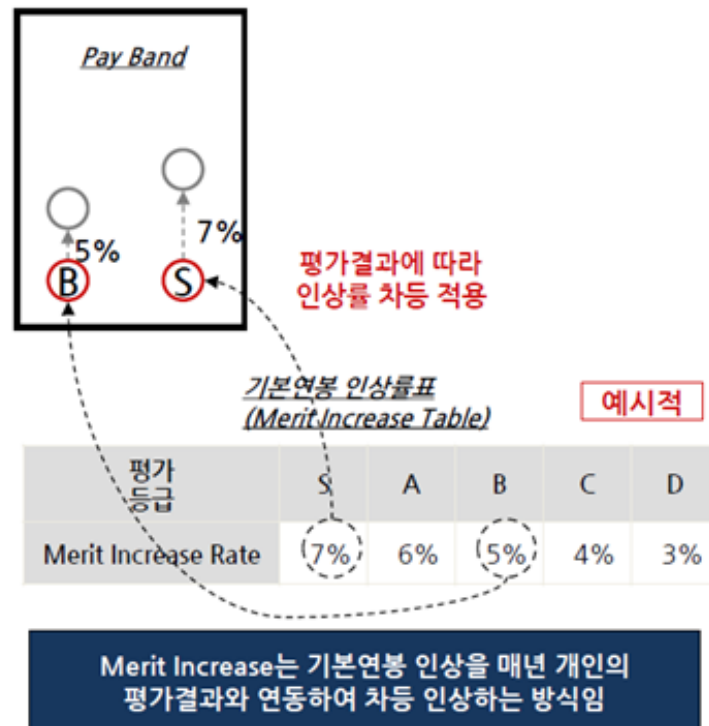 Pay Band
7%
5%
B
S
평가결과에 따라
인상률 차등 적용
기본연봉 인상률표
(Merit Increase Table)
예시적
평가
등급
S
A
B
C
D
Merit Increase Rate
7%
6%
5%
4%
3%
Merit Increase는 기본연봉 인상을 매년 개인의
평가결과와 연동하여 차등 인상하는 방식임